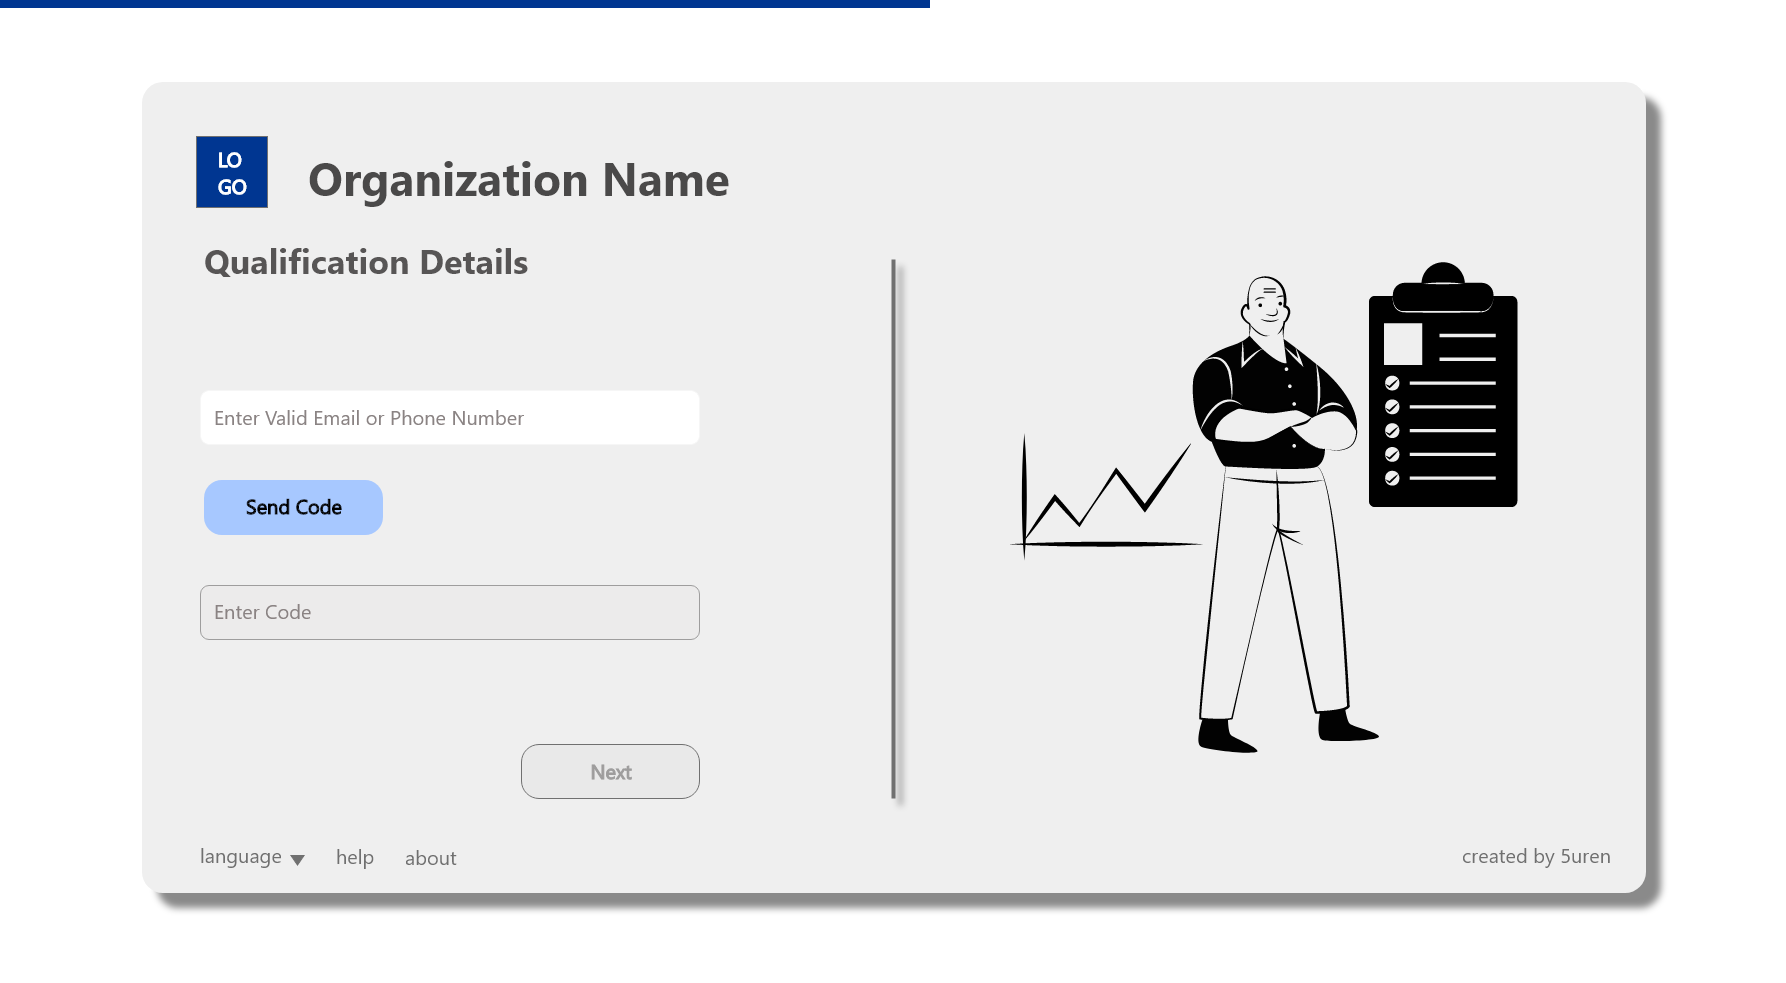 LO
GO
Organization Name
Qualification Details
Enter Valid Email or Phone Number
Send Code
Enter Code
Next
language help about
created by 5uren